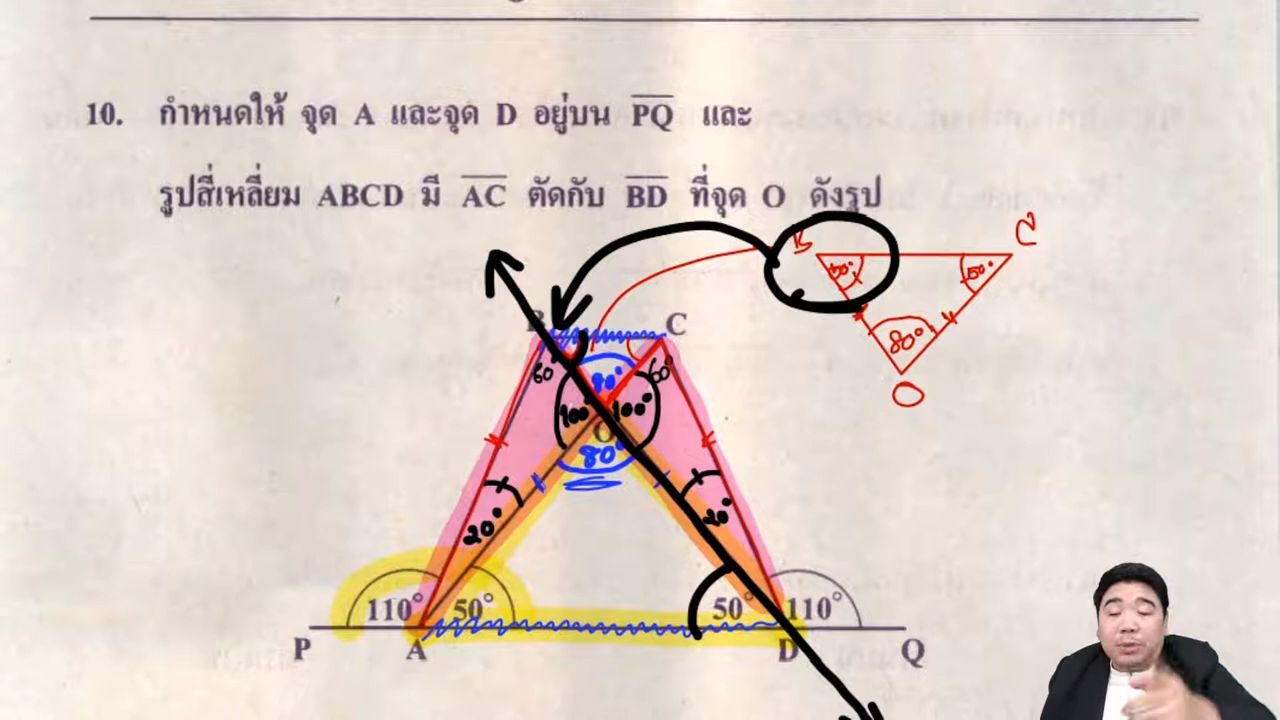 10. กำหนดให้ จุด A และจุด D อยู่บน PQ และ
รูปสี่เหลี่ยม ABCD มี AC ตัดกับ BD ที่จุด O ดังรูป
B C
50° 50°
80°
O
B C
60 80° 60°
100° 100°
O
80°
20° 20°
110° 50° 50° 110°
P A D Q